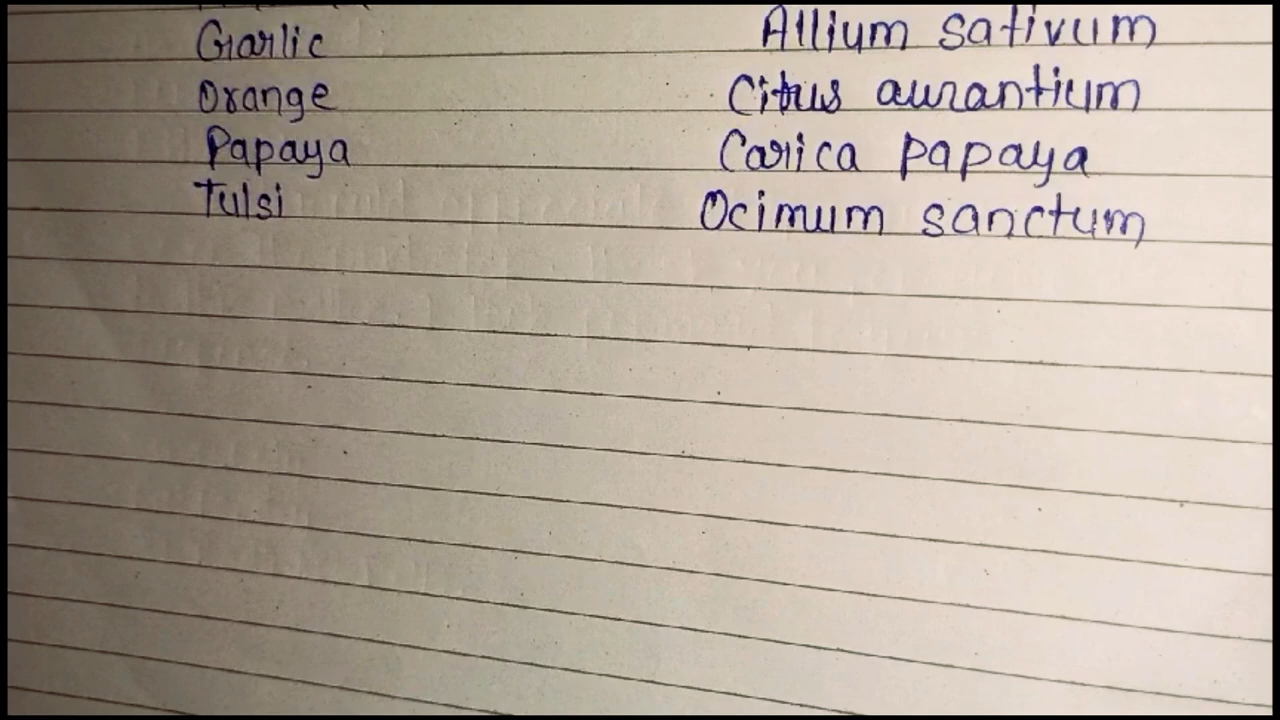 Garlic Allium sativum
Orange Citrus aurantium
Papaya Carica papaya
Tulsi Ocimum sanctum